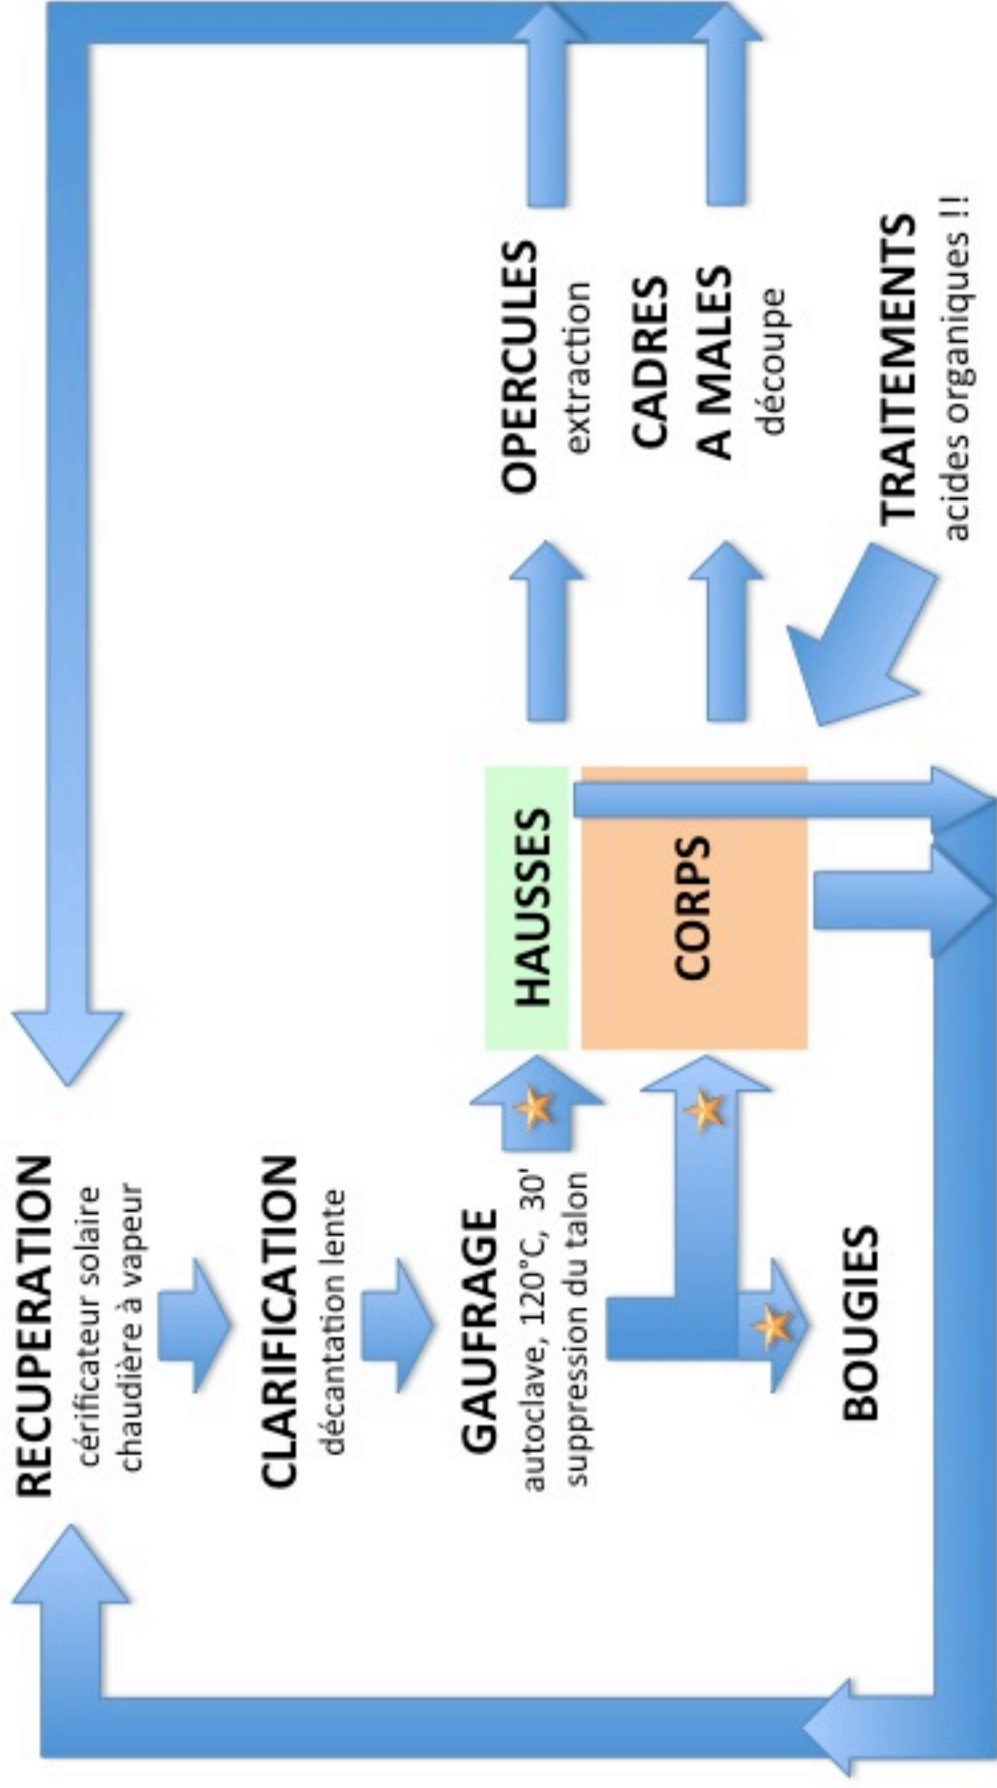 RECUPERATION
cérificateur solaire
chaudière à vapeur
CLARIFICATION
décantation lente
GAUFRAGE
autoclave, 120°C, 30'
suppression du talon
BOUGIES
HAUSSES
CORPS
OPERCULES
extraction
CADRES
A MALES
découpe
TRAITEMENTS
acides organiques !!